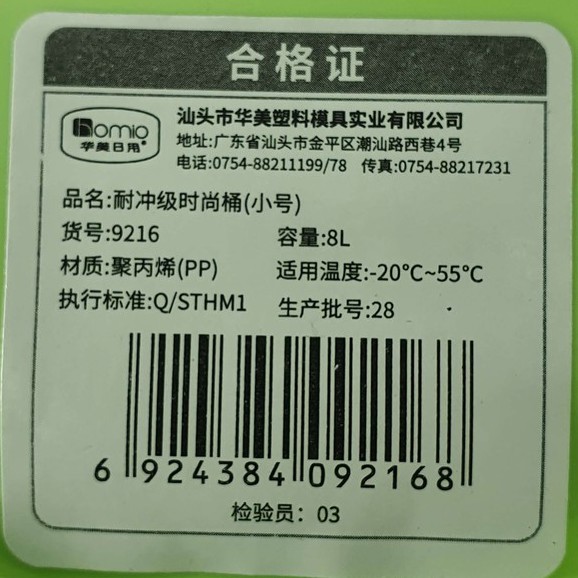 合格证
Homio
华美日用®
汕头市华美塑料模具实业有限公司
地址:广东省汕头市金平区潮汕路西巷4号
电话:0754-88211199/78 传真:0754-88217231
品名:耐冲级时尚桶(小号)
货号:9216 容量:8L
材质:聚丙烯(PP) 适用温度:-20°C~55°C
执行标准:Q/STHM1 生产批号:28
6 924384 092168
检验员：03